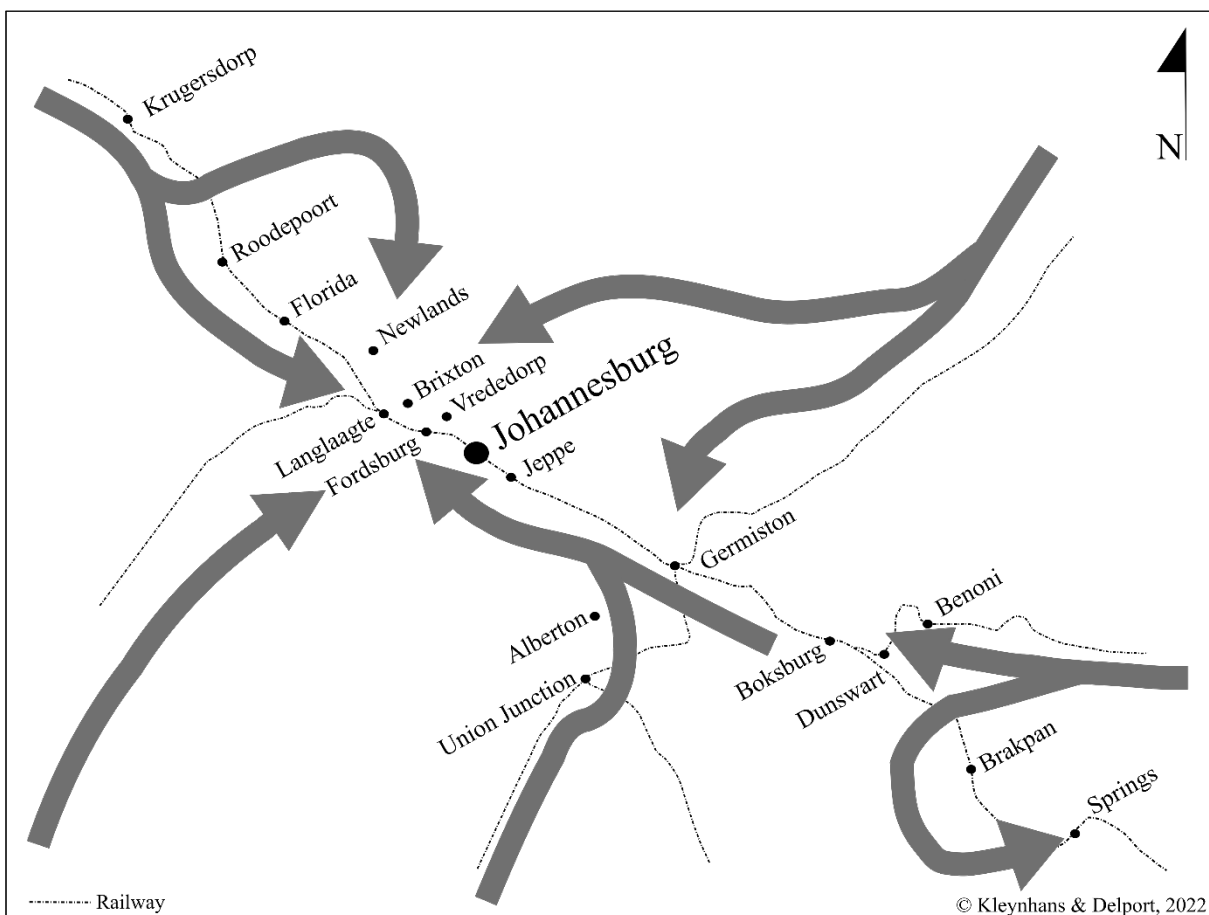 Krugersdorp
N
Roodepoort
Florida
Newlands
Brixton
Vrededorp
Johannesburg
Langlaagte
Fordsburg
Jeppe
Germiston
Alberton
Benoni
Union Junction
Boksburg
Dunswart
Brakpan
Springs
Railway
© Kleynhans & Delport, 2022